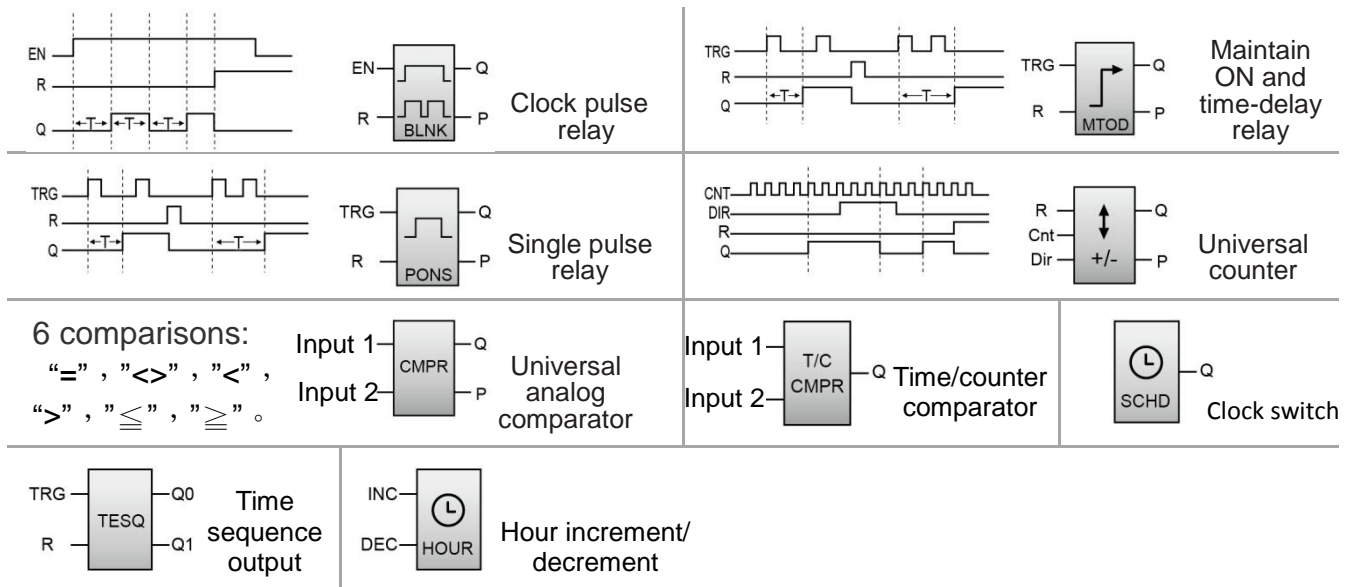 EN
R
Q
T
T
T
EN
R
Q
P
BLNK
Clock pulse
relay
TRG
R
Q
T
T
TRG
R
Q
P
MTOD
Maintain
ON and
time-delay
relay
TRG
R
Q
T
T
TRG
R
Q
P
PONS
Single pulse
relay
CNT
DIR
R
Q
R
Cnt
Dir
+/-
Q
P
Universal
counter
6 comparisons:
“=” , ”<>” , ”<” ,
“>” , ”≦” , ”≧” 。
Input 1
Input 2
CMPR
Q
P
Universal
analog
comparator
Input 1
Input 2
T/C
CMPR
Q
Time/counter
comparator
SCHD
Q
Clock switch
TRG
R
TESQ
Q0
Q1
Time
sequence
output
INC
DEC
HOUR
Hour increment/
decrement